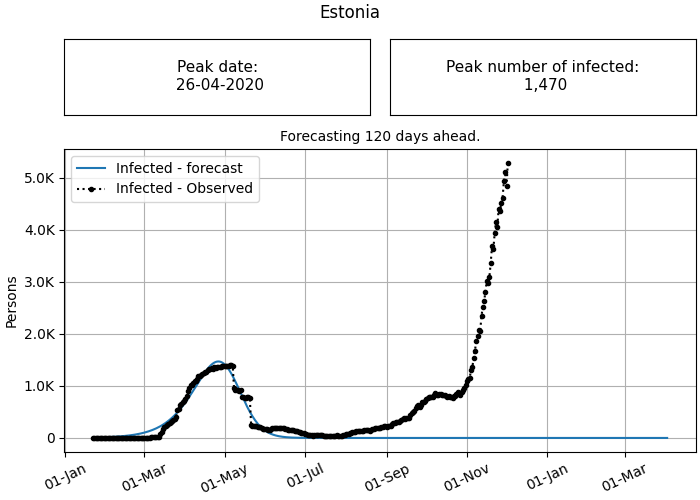 Estonia
Peak date:
26-04-2020
Peak number of infected:
1,470
Forecasting 120 days ahead.
Infected - forecast
Infected - Observed
Persons
5.0K
4.0K
3.0K
2.0K
1.0K
0
01-Jan
01-Mar
01-May
01-Jul
01-Sep
01-Nov
01-Jan
01-Mar